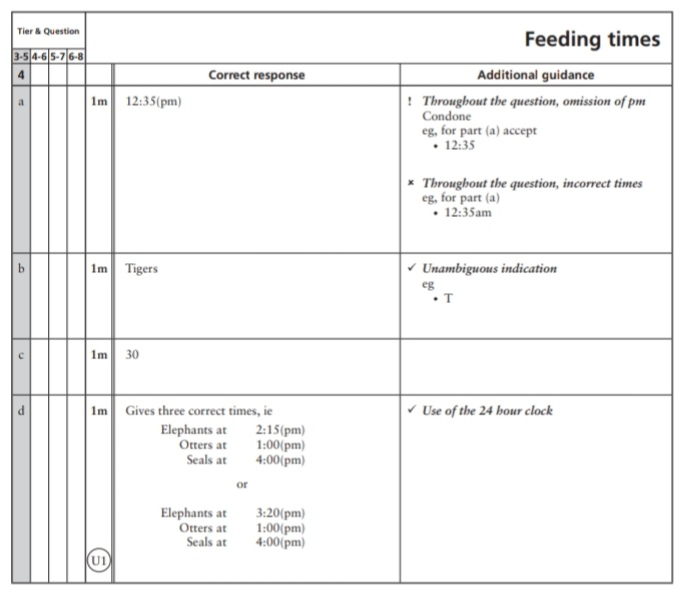 Tier & Question
Feeding times
3-5 4-6 5-7 6-8
4 Correct response Additional guidance
a 1m 12:35(pm) ! Throughout the question, omission of pm
Condone
eg, for part (a) accept
• 12:35
× Throughout the question, incorrect times
eg, for part (a)
• 12:35am
b 1m Tigers ✓ Unambiguous indication
eg
• T
c 1m 30
d 1m Gives three correct times, ie ✓ Use of the 24 hour clock
Elephants at 2:15(pm)
Otters at 1:00(pm)
Seals at 4:00(pm)
or
Elephants at 3:20(pm)
Otters at 1:00(pm)
Seals at 4:00(pm)
U1